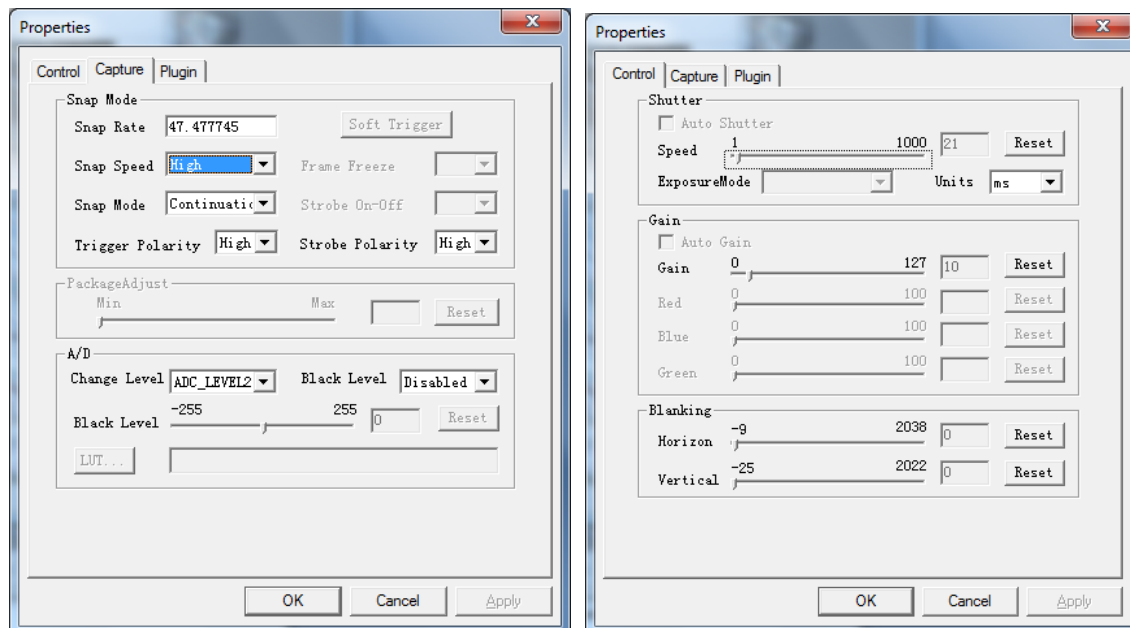 Properties
Control Capture Plugin
Snap Mode
Snap Rate 47.477745 Soft Trigger
Snap Speed High Frame Freeze
Snap Mode Continuatic Strobe On-Off
Trigger Polarity High Strobe Polarity High
PackageAdjust
Min Max
Reset
A/D
Change Level ADC_LEVEL2 Black Level Disabled
-255 255
Black Level 0 Reset
LUT...
OK Cancel Apply
Properties
Control Capture Plugin
Shutter
Auto Shutter
1 1000
Speed 21 Reset
ExposureMode Units ms
Gain
Auto Gain
0 127
Gain 10 Reset
0 100
Red Reset
0 100
Blue Reset
0 100
Green Reset
Blanking
-9 2038
Horizon 0 Reset
-25 2022
Vertical 0 Reset
OK Cancel Apply